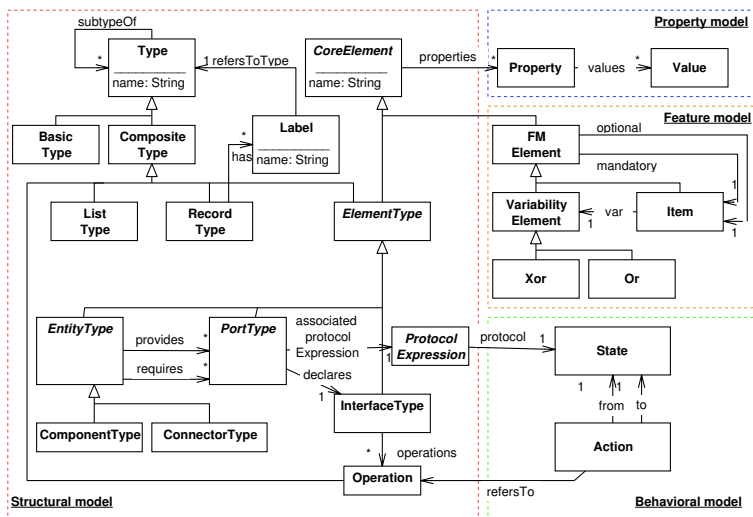 subtypeOf
Type
name: String
*
1 refersToType
CoreElement
name: String
properties
*
Property
values
*
Value
Property model
Basic
Type
Composite
Type
Label
name: String
*
has
List
Type
Record
Type
ElementType
Feature model
FM
Element
optional
mandatory
1
1
Variability
Element
var
1
Item
Xor
Or
EntityType
provides
*
requires
*
PortType
associated
protocol
Expression
1
declares
1
Protocol
Expression
protocol
1
State
1
1
from
to
Action
InterfaceType
ComponentType
ConnectorType
*
operations
Operation
refersTo
Structural model
Behavioral model